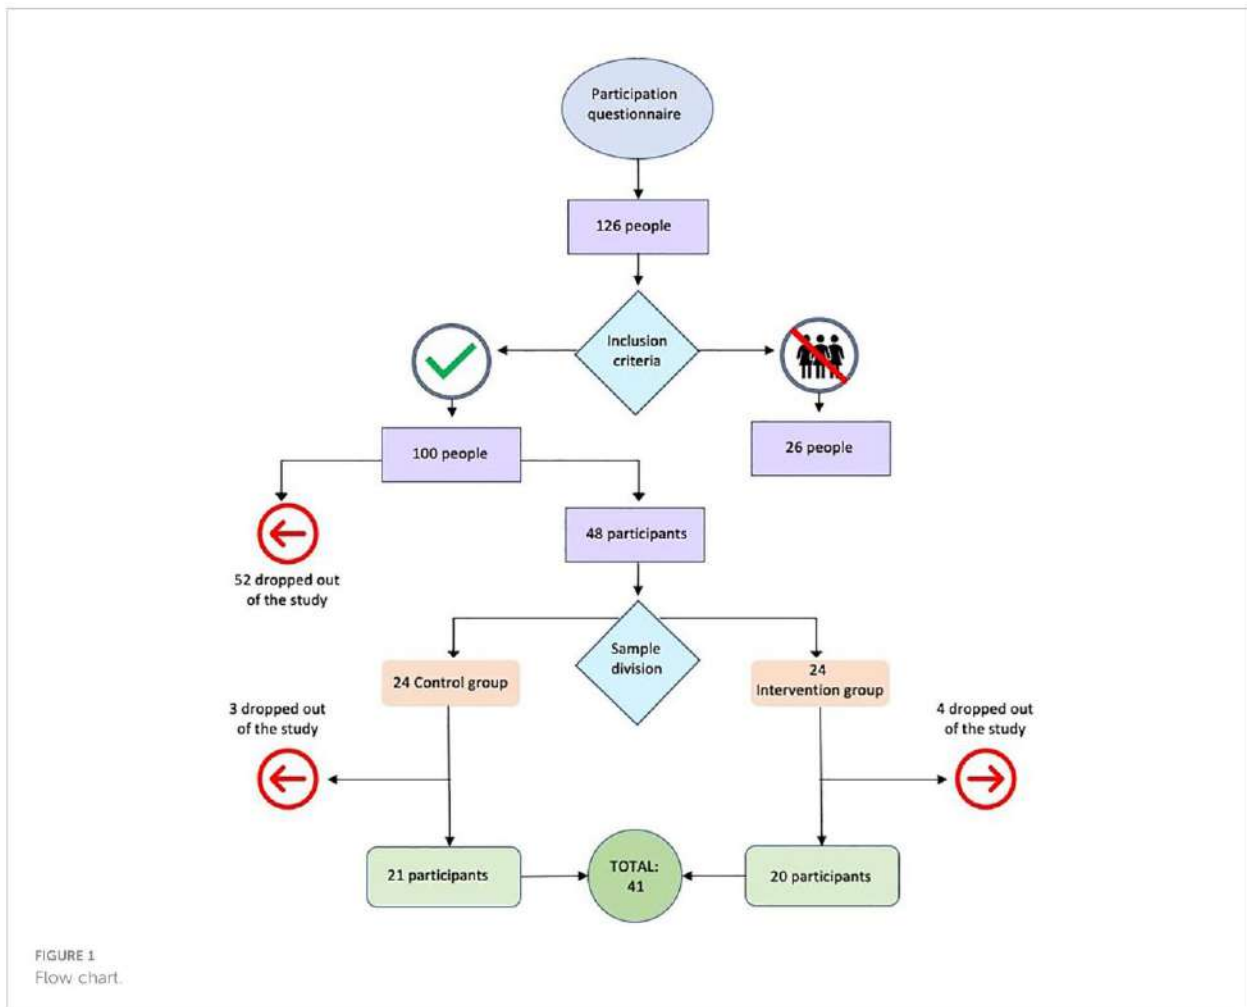 Participation
questionnaire
126 people
Inclusion
criteria
100 people
26 people
48 participants
52 dropped out
of the study
Sample
division
24 Control group
24
Intervention group
3 dropped out
of the study
4 dropped out
of the study
21 participants
TOTAL:
41
20 participants
FIGURE 1
Flow chart.